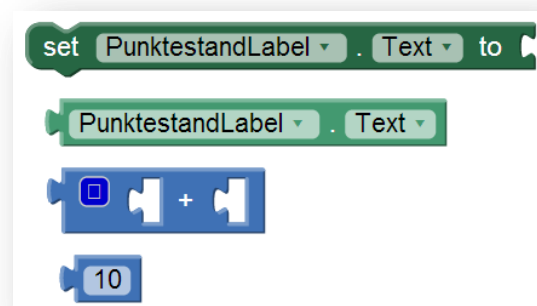 set PunktestandLabel . Text to
PunktestandLabel . Text
+
10